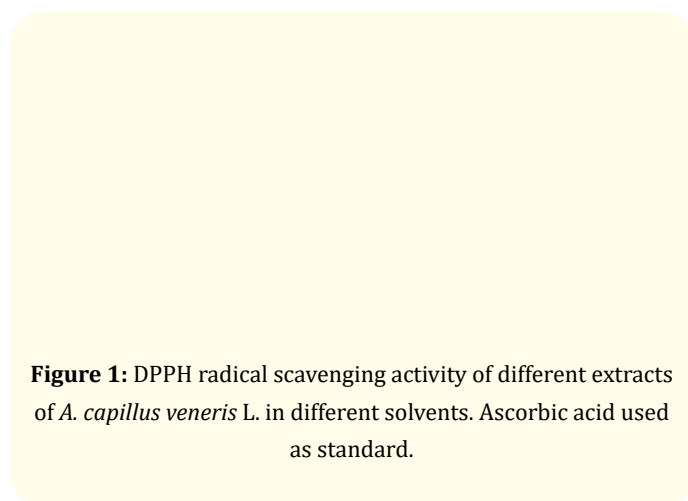 Figure 1: DPPH radical scavenging activity of different extracts
of A. capillus veneris L. in different solvents. Ascorbic acid used
as standard.